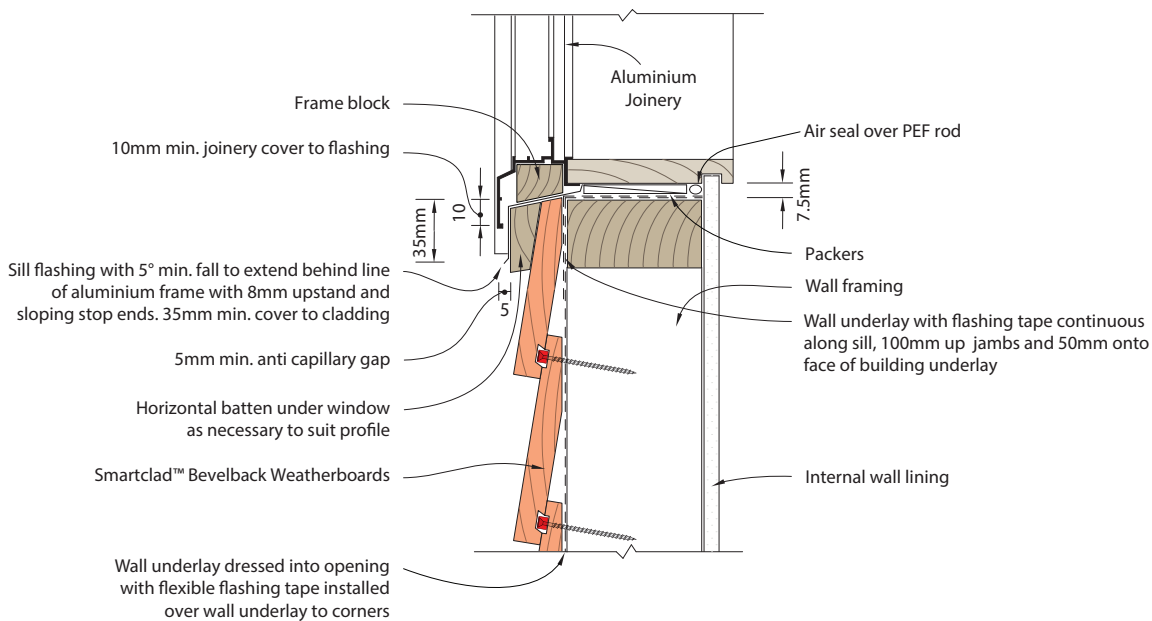 Aluminium
Joinery
Frame block
10mm min. joinery cover to flashing
Air seal over PEF rod
10
35mm
7.5mm
Packers
Sill flashing with 5° min. fall to extend behind line
of aluminium frame with 8mm upstand and
sloping stop ends. 35mm min. cover to cladding
5
Wall framing
Wall underlay with flashing tape continuous
along sill, 100mm up jambs and 50mm onto
face of building underlay
5mm min. anti capillary gap
Horizontal batten under window
as necessary to suit profile
Smartclad™ Bevelback Weatherboards
Internal wall lining
Wall underlay dressed into opening
with flexible flashing tape installed
over wall underlay to corners